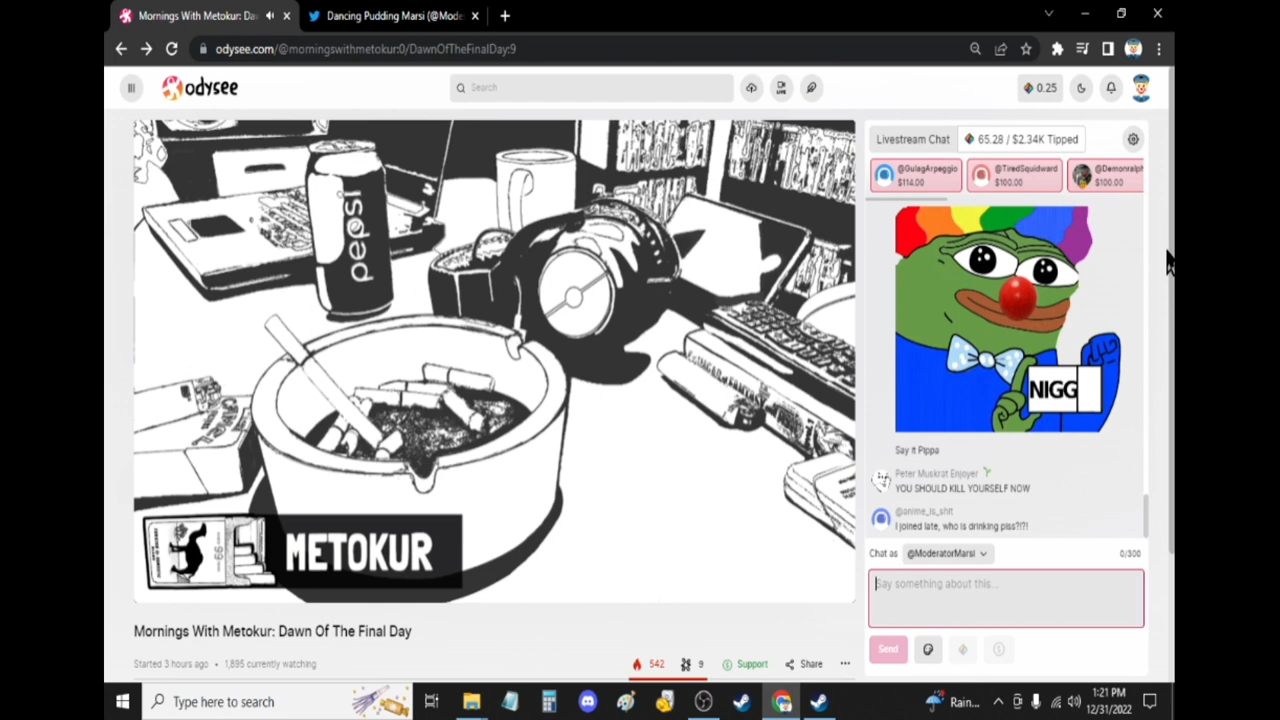 Mornings With Metokur: Da
Dancing Pudding Marsi (@Mode
odysee.com/@morningswithmetokur:0/DawnOfTheFinalDay:9
odysee
Search
LIVE
0.25
Livestream Chat
65.28 / $2.34K Tipped
@GulagArpeggio
$114.00
@TiredSquidward
$100.00
@Demonralph
$100.00
pepsi
NIGG
Say it Pippa
Peter Muskrat Enjoyer
YOU SHOULD KILL YOURSELF NOW
@anime_is_shit
I joined late, who is drinking piss?!?!
Chat as
@ModeratorMarsi
0/300
Say something about this...
Send
METOKUR
Mornings With Metokur: Dawn Of The Final Day
Started 3 hours ago • 1,895 currently watching
542
9
Support
Share
Type here to search
Rain...
1:21 PM
12/31/2022